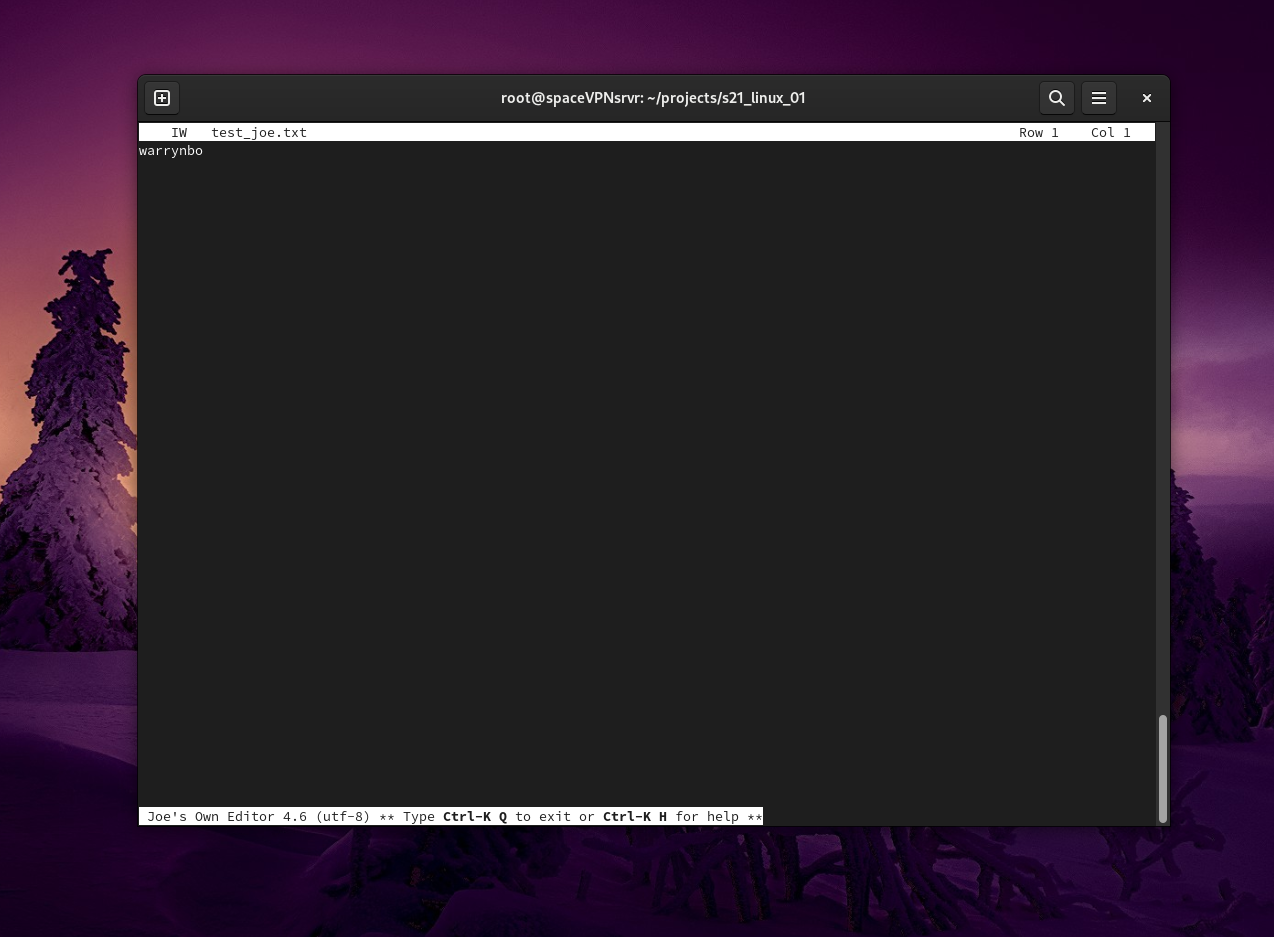 root@spaceVPNsrvr: ~/projects/s21_linux_01
IW test_joe.txt Row 1 Col 1
warrynbo
Joe's Own Editor 4.6 (utf-8) ** Type Ctrl-K Q to exit or Ctrl-K H for help **